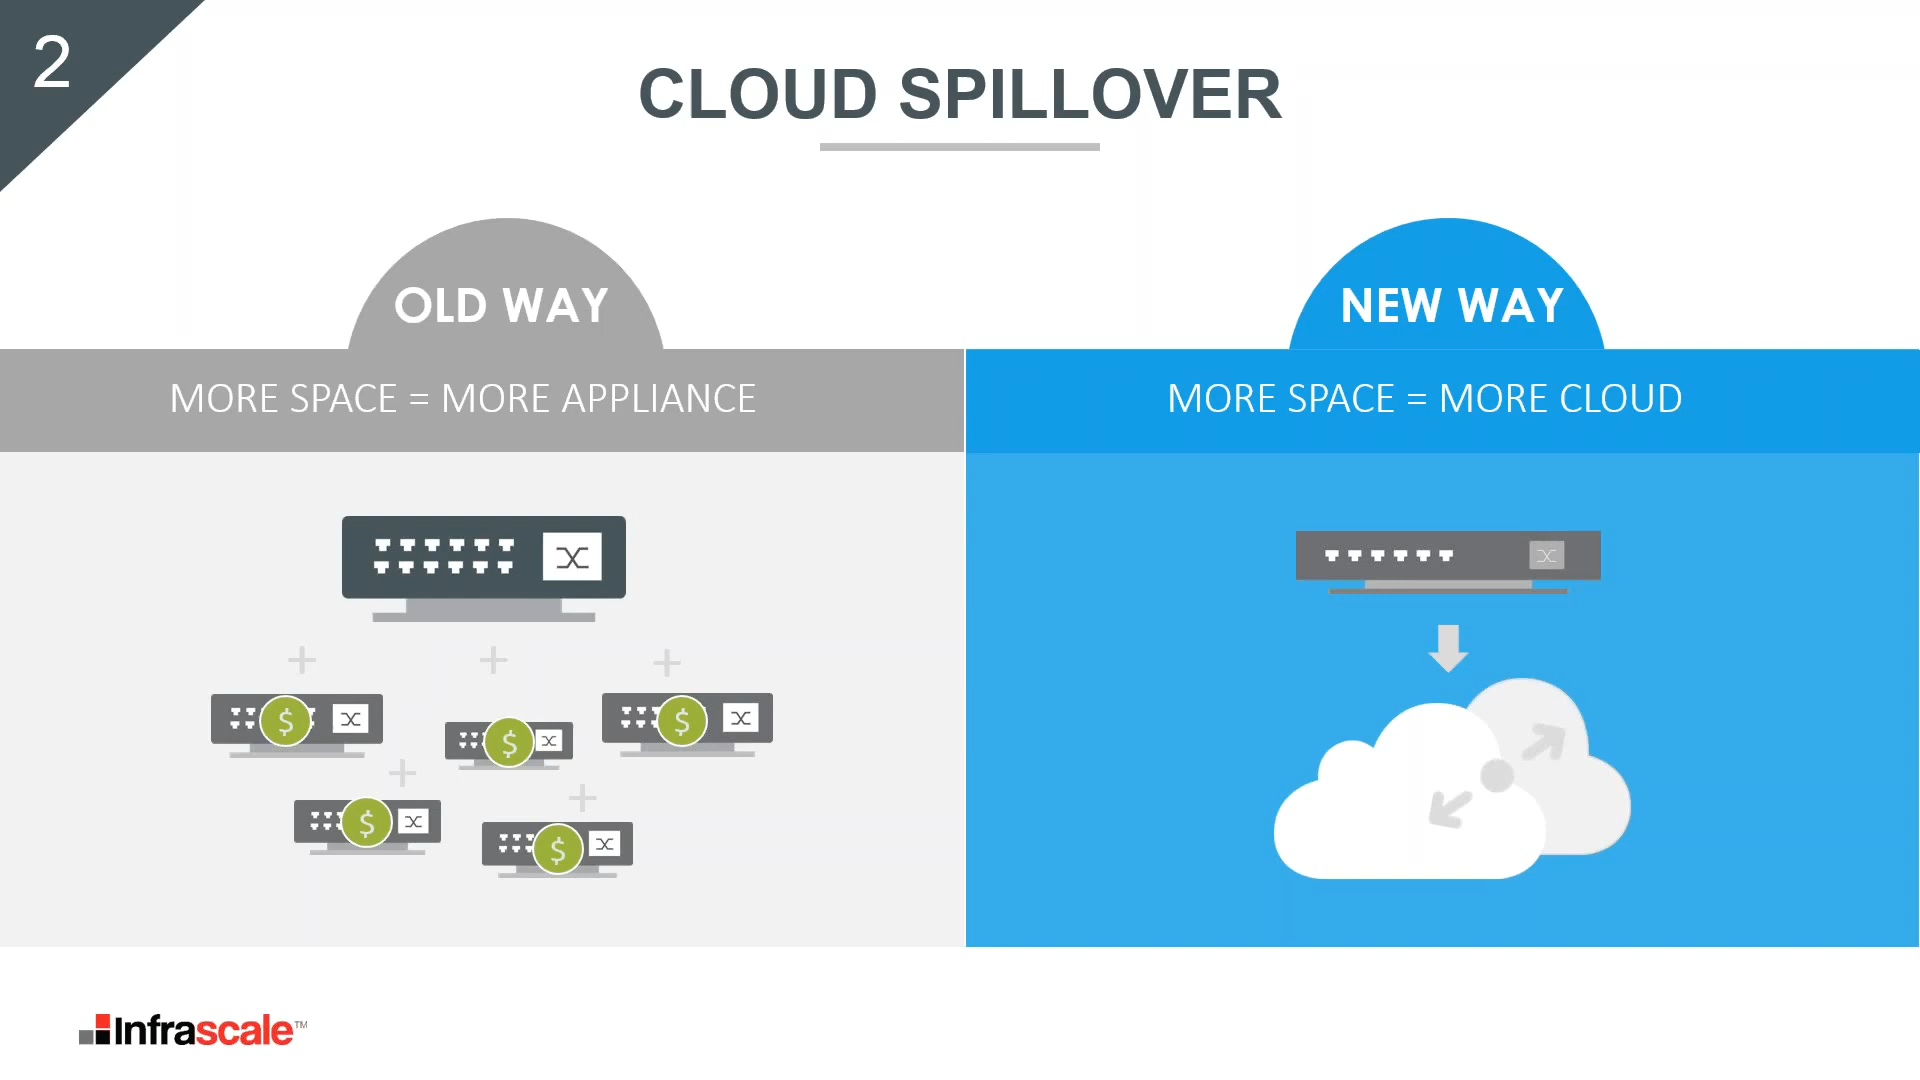 2
CLOUD SPILLOVER
OLD WAY
NEW WAY
MORE SPACE = MORE APPLIANCE
MORE SPACE = MORE CLOUD
$
$
$
$
$
Infrascale™